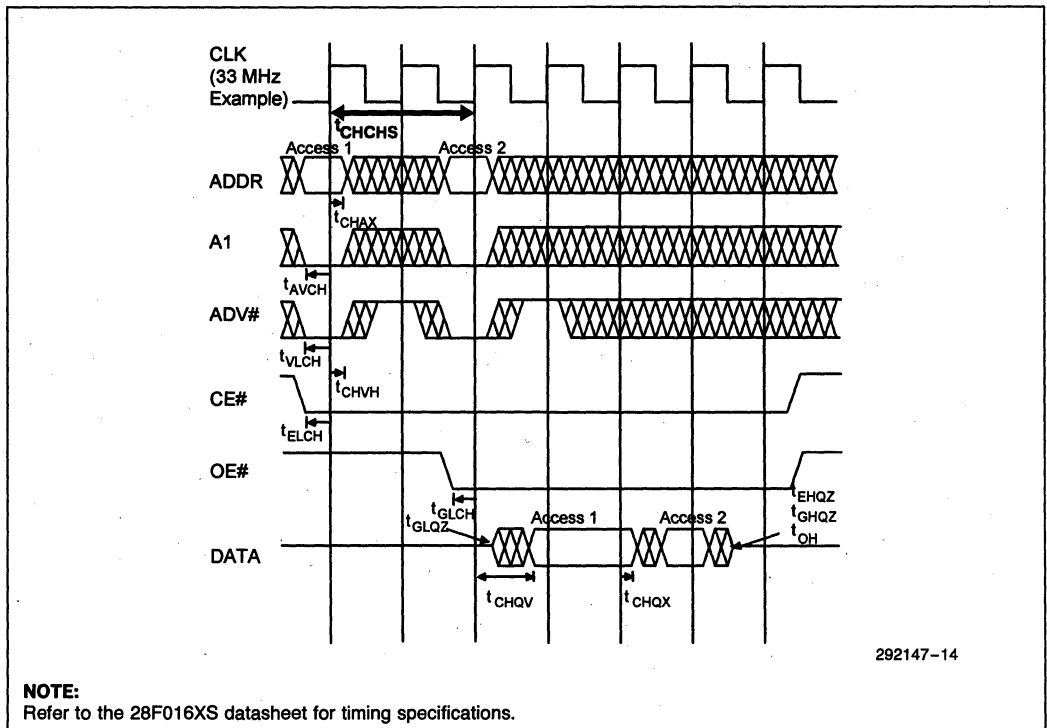 CLK
(33 MHz
Example)
tCHCHS
Access 1
Access 2
ADDR
tCHAX
A1
tAVCH
ADV#
tVLCH
tCHVH
CE#
tELCH
OE#
tEHQZ
tGLCH
Access 1
Access 2
tGHQZ
tGLQZ
tOH
DATA
tCHQV
tCHQX
292147-14
NOTE:
Refer to the 28F016XS datasheet for timing specifications.